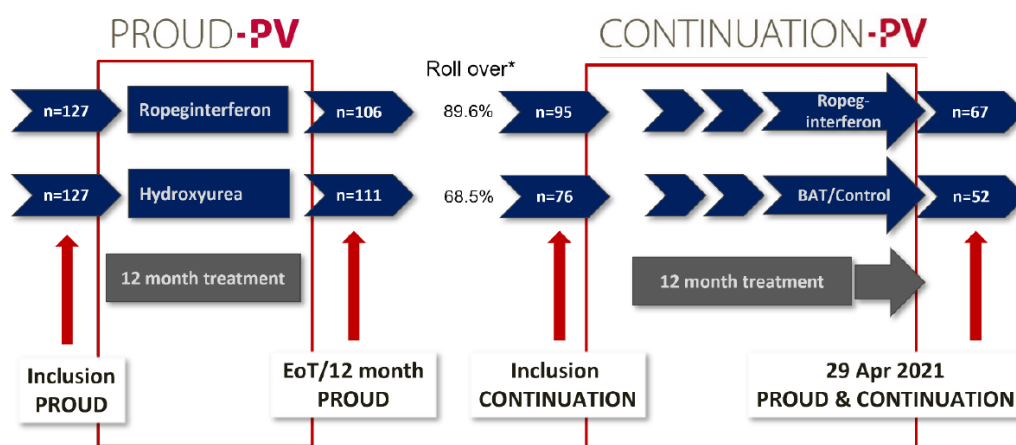 PROUD-PV
CONTINUATION-PV
Roll over*
n=127
Ropeginterferon
n=106
89.6%
n=95
Ropeg-
interferon
n=67
n=127
Hydroxyurea
n=111
68.5%
n=76
BAT/Control
n=52
12 month treatment
12 month treatment
Inclusion
PROUD
EoT/12 month
PROUD
Inclusion
CONTINUATION
29 Apr 2021
PROUD & CONTINUATION